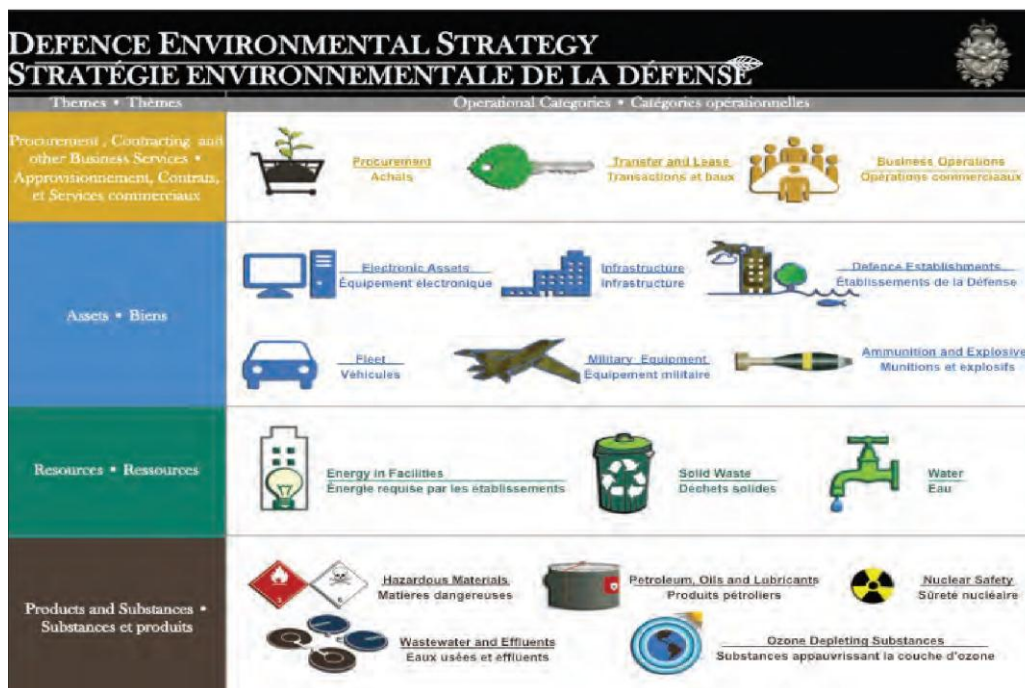 DEFENCE ENVIRONMENTAL STRATEGY
STRATÉGIE ENVIRONNEMENTALE DE LA DÉFENSE
Themes • Thèmes
Operational Categories • Catégories opérationnelles
Procurement, Contracting and
other Business Services •
Approvisionnement, Contrats,
et Services commerciaux
Procurement
Achats
Transfer and Lease
Transactions et baux
Business Operations
Opérations commerciaaux
Assets • Biens
Electronic Assets
Équipement électronique
Infrastructure
Infrastructure
Defence Establishments
Établissements de la Défense
Fleet
Véhicules
Military Equipment
Équipement militaire
Ammunition and Explosive
Munitions et explosifs
Resources • Ressources
Energy in Facilities
Énergie requise par les établissements
Solid Waste
Déchets solides
Water
Eau
Products and Substances •
Substances et produits
Hazardous Materials
Matières dangereuses
Petroleum, Oils and Lubricants
Produits pétroliers
Nuclear Safety
Sûreté nucléaire
Wastewater and Effluents
Eaux usées et effluents
Ozone Depleting Substances
Substances appauvrissant la couche d'ozone